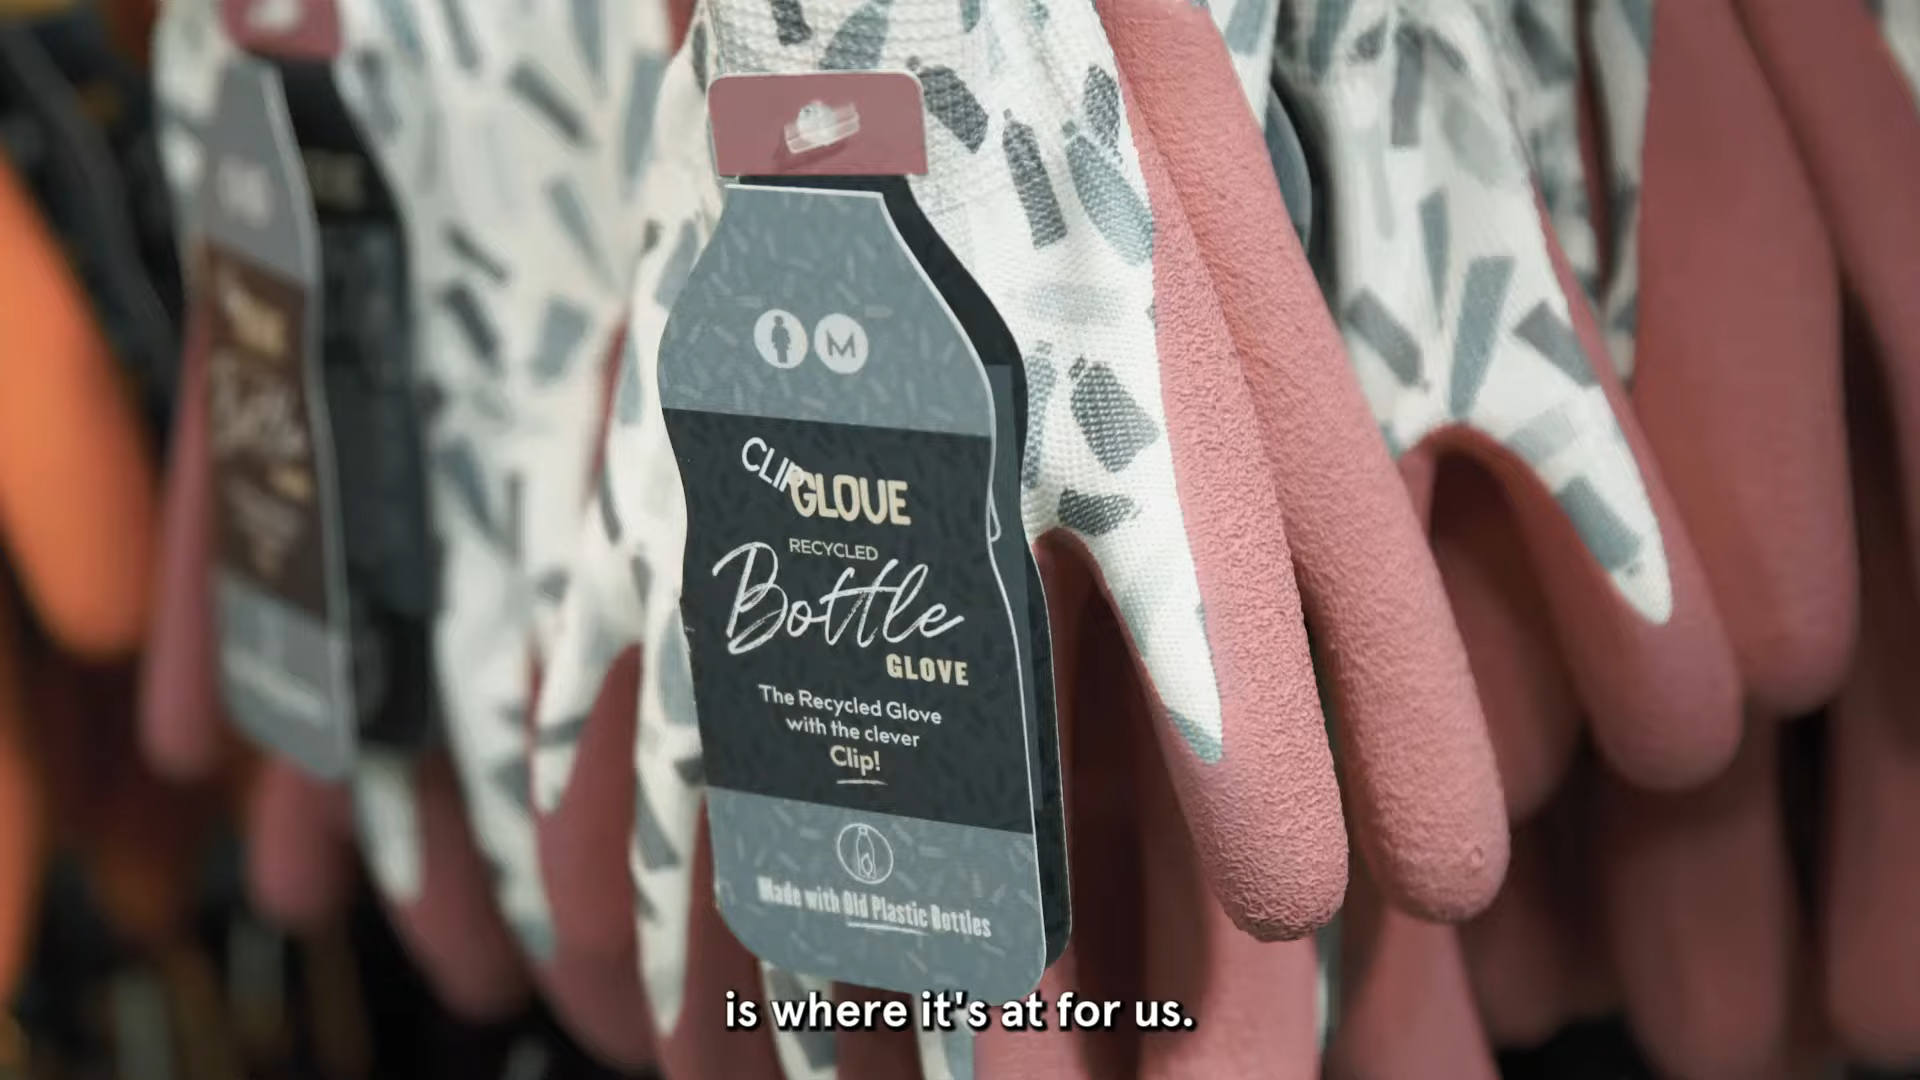 M
CLIP
GLOVE
RECYCLED
Bottle
GLOVE
The Recycled Glove
with the clever
Clip!
Made with Old Plastic Bottles
is where it's at for us.